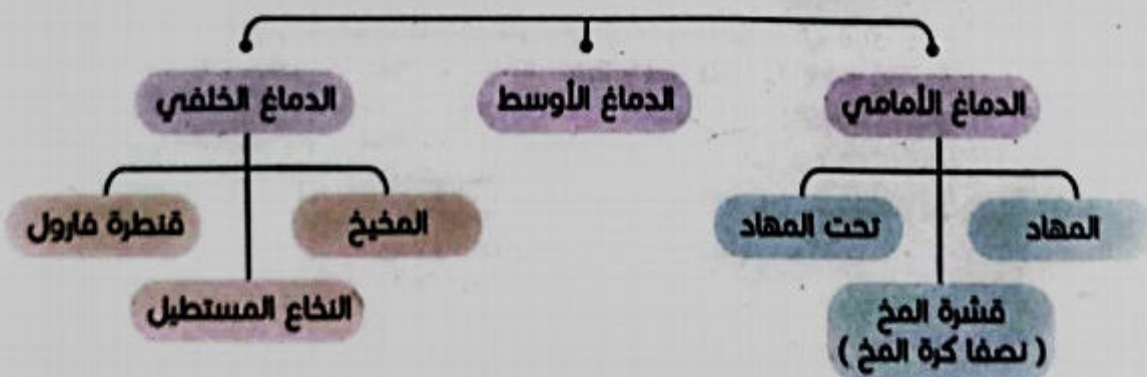 الدماغ الأمامي
الدماغ الأوسط
الدماغ الخلفي
المهاد
تحت المهاد
المخيخ
قنطرة فارول
قشرة المخ
( نصفا كرة المخ )
النخاع المستطيل